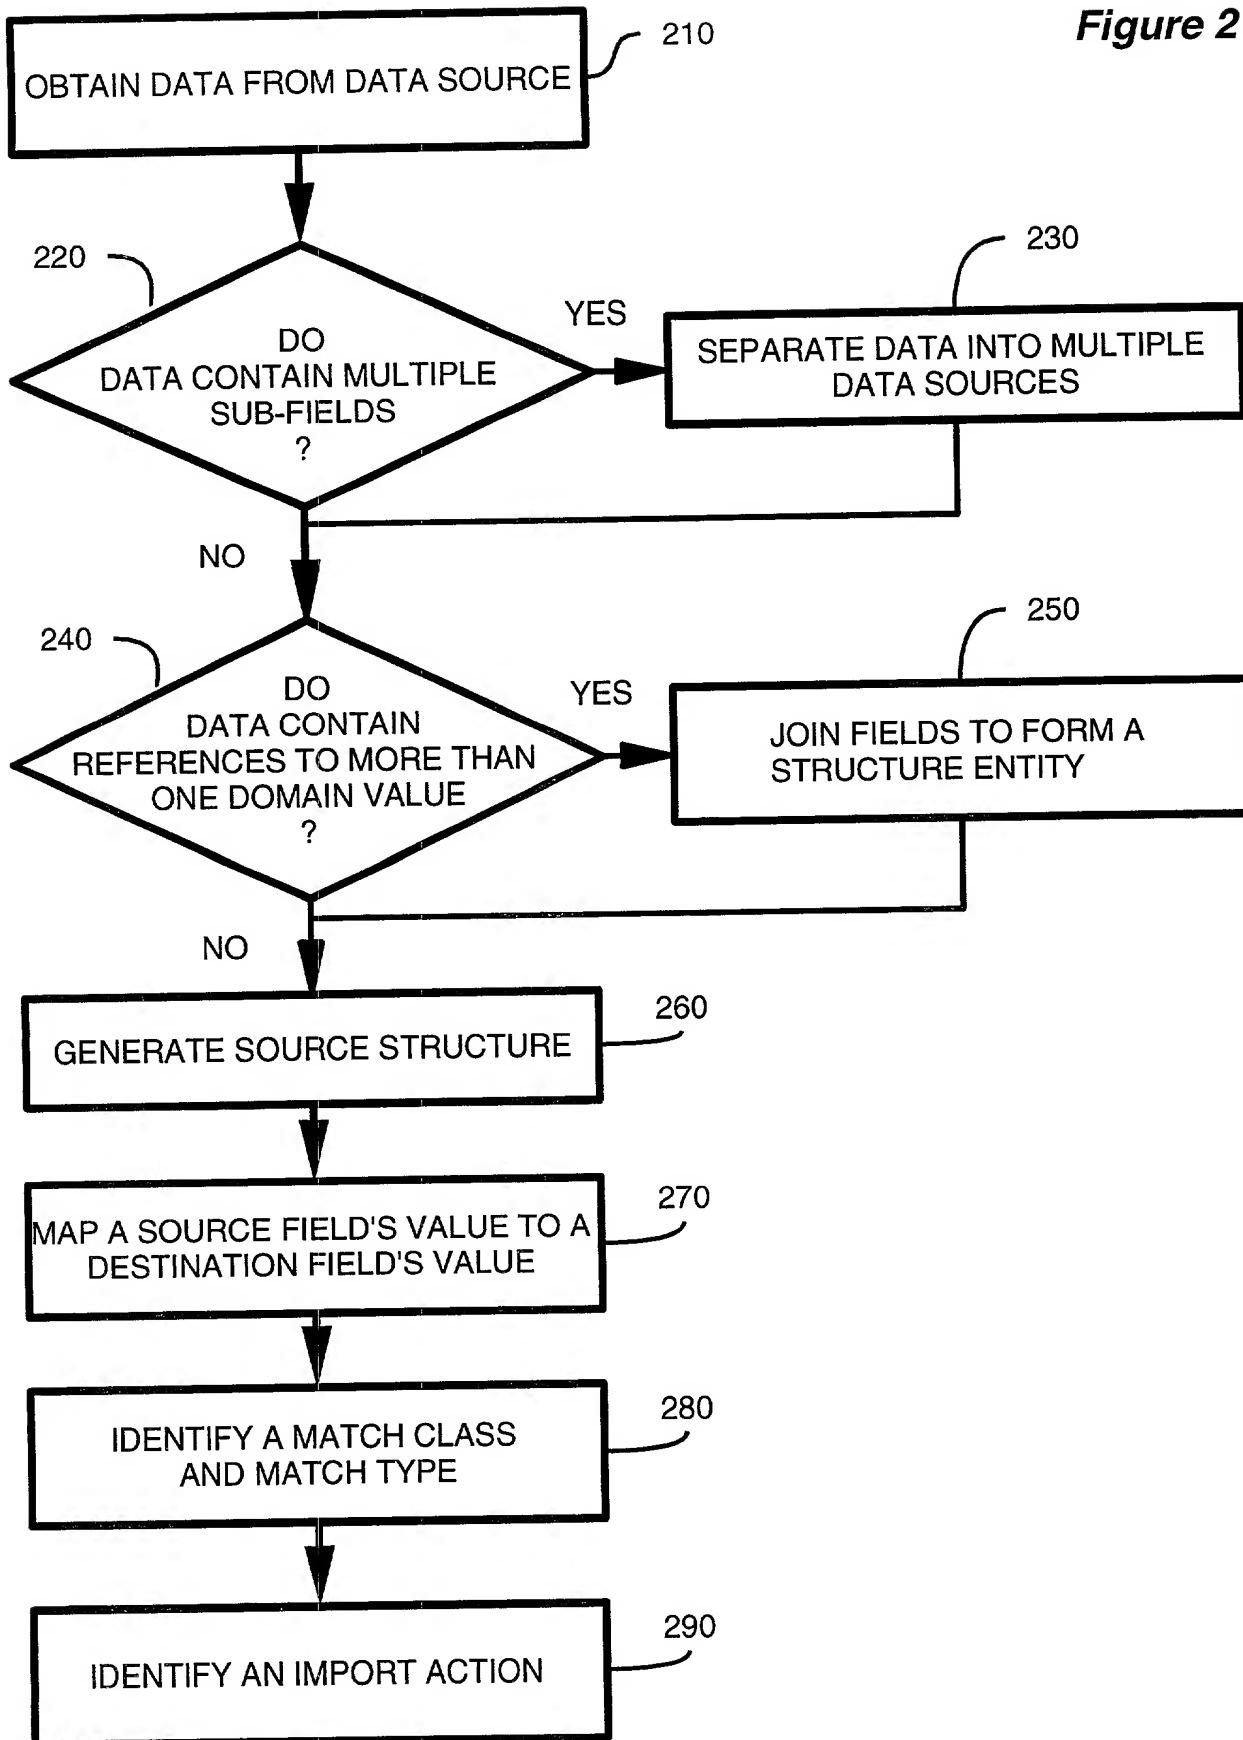 Figure 2
210
OBTAIN DATA FROM DATA SOURCE
220
230
DO
DATA CONTAIN MULTIPLE
SUB-FIELDS
?
YES
SEPARATE DATA INTO MULTIPLE
DATA SOURCES
NO
240
250
DO
DATA CONTAIN
REFERENCES TO MORE THAN
ONE DOMAIN VALUE
?
YES
JOIN FIELDS TO FORM A
STRUCTURE ENTITY
NO
260
GENERATE SOURCE STRUCTURE
270
MAP A SOURCE FIELD'S VALUE TO A
DESTINATION FIELD'S VALUE
280
IDENTIFY A MATCH CLASS
AND MATCH TYPE
290
IDENTIFY AN IMPORT ACTION